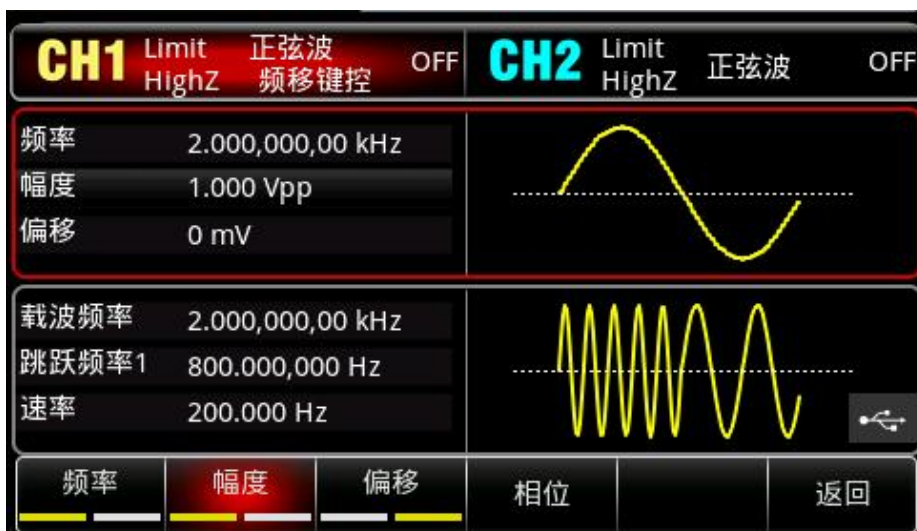 CH1 Limit 正弦波 OFF
HighZ 频移键控
CH2 Limit 正弦波 OFF
HighZ
频率 2.000,000,00 kHz
幅度 1.000 Vpp
偏移 0 mV
载波频率 2.000,000,00 kHz
跳跃频率1 800.000,000 Hz
速率 200.000 Hz
频率 幅度 偏移 相位 返回